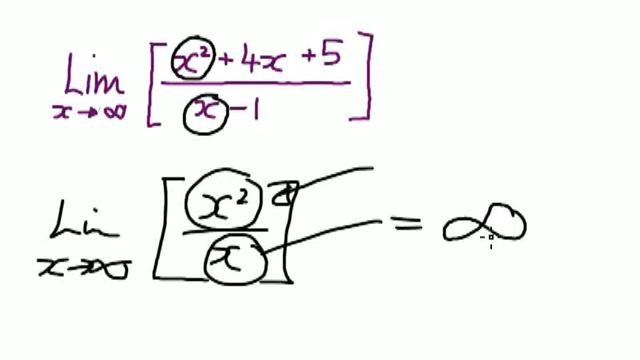 Lim x→∞ [ x² + 4x + 5 / x − 1 ]
Lim x→∞ [ x² / x ] = ∞